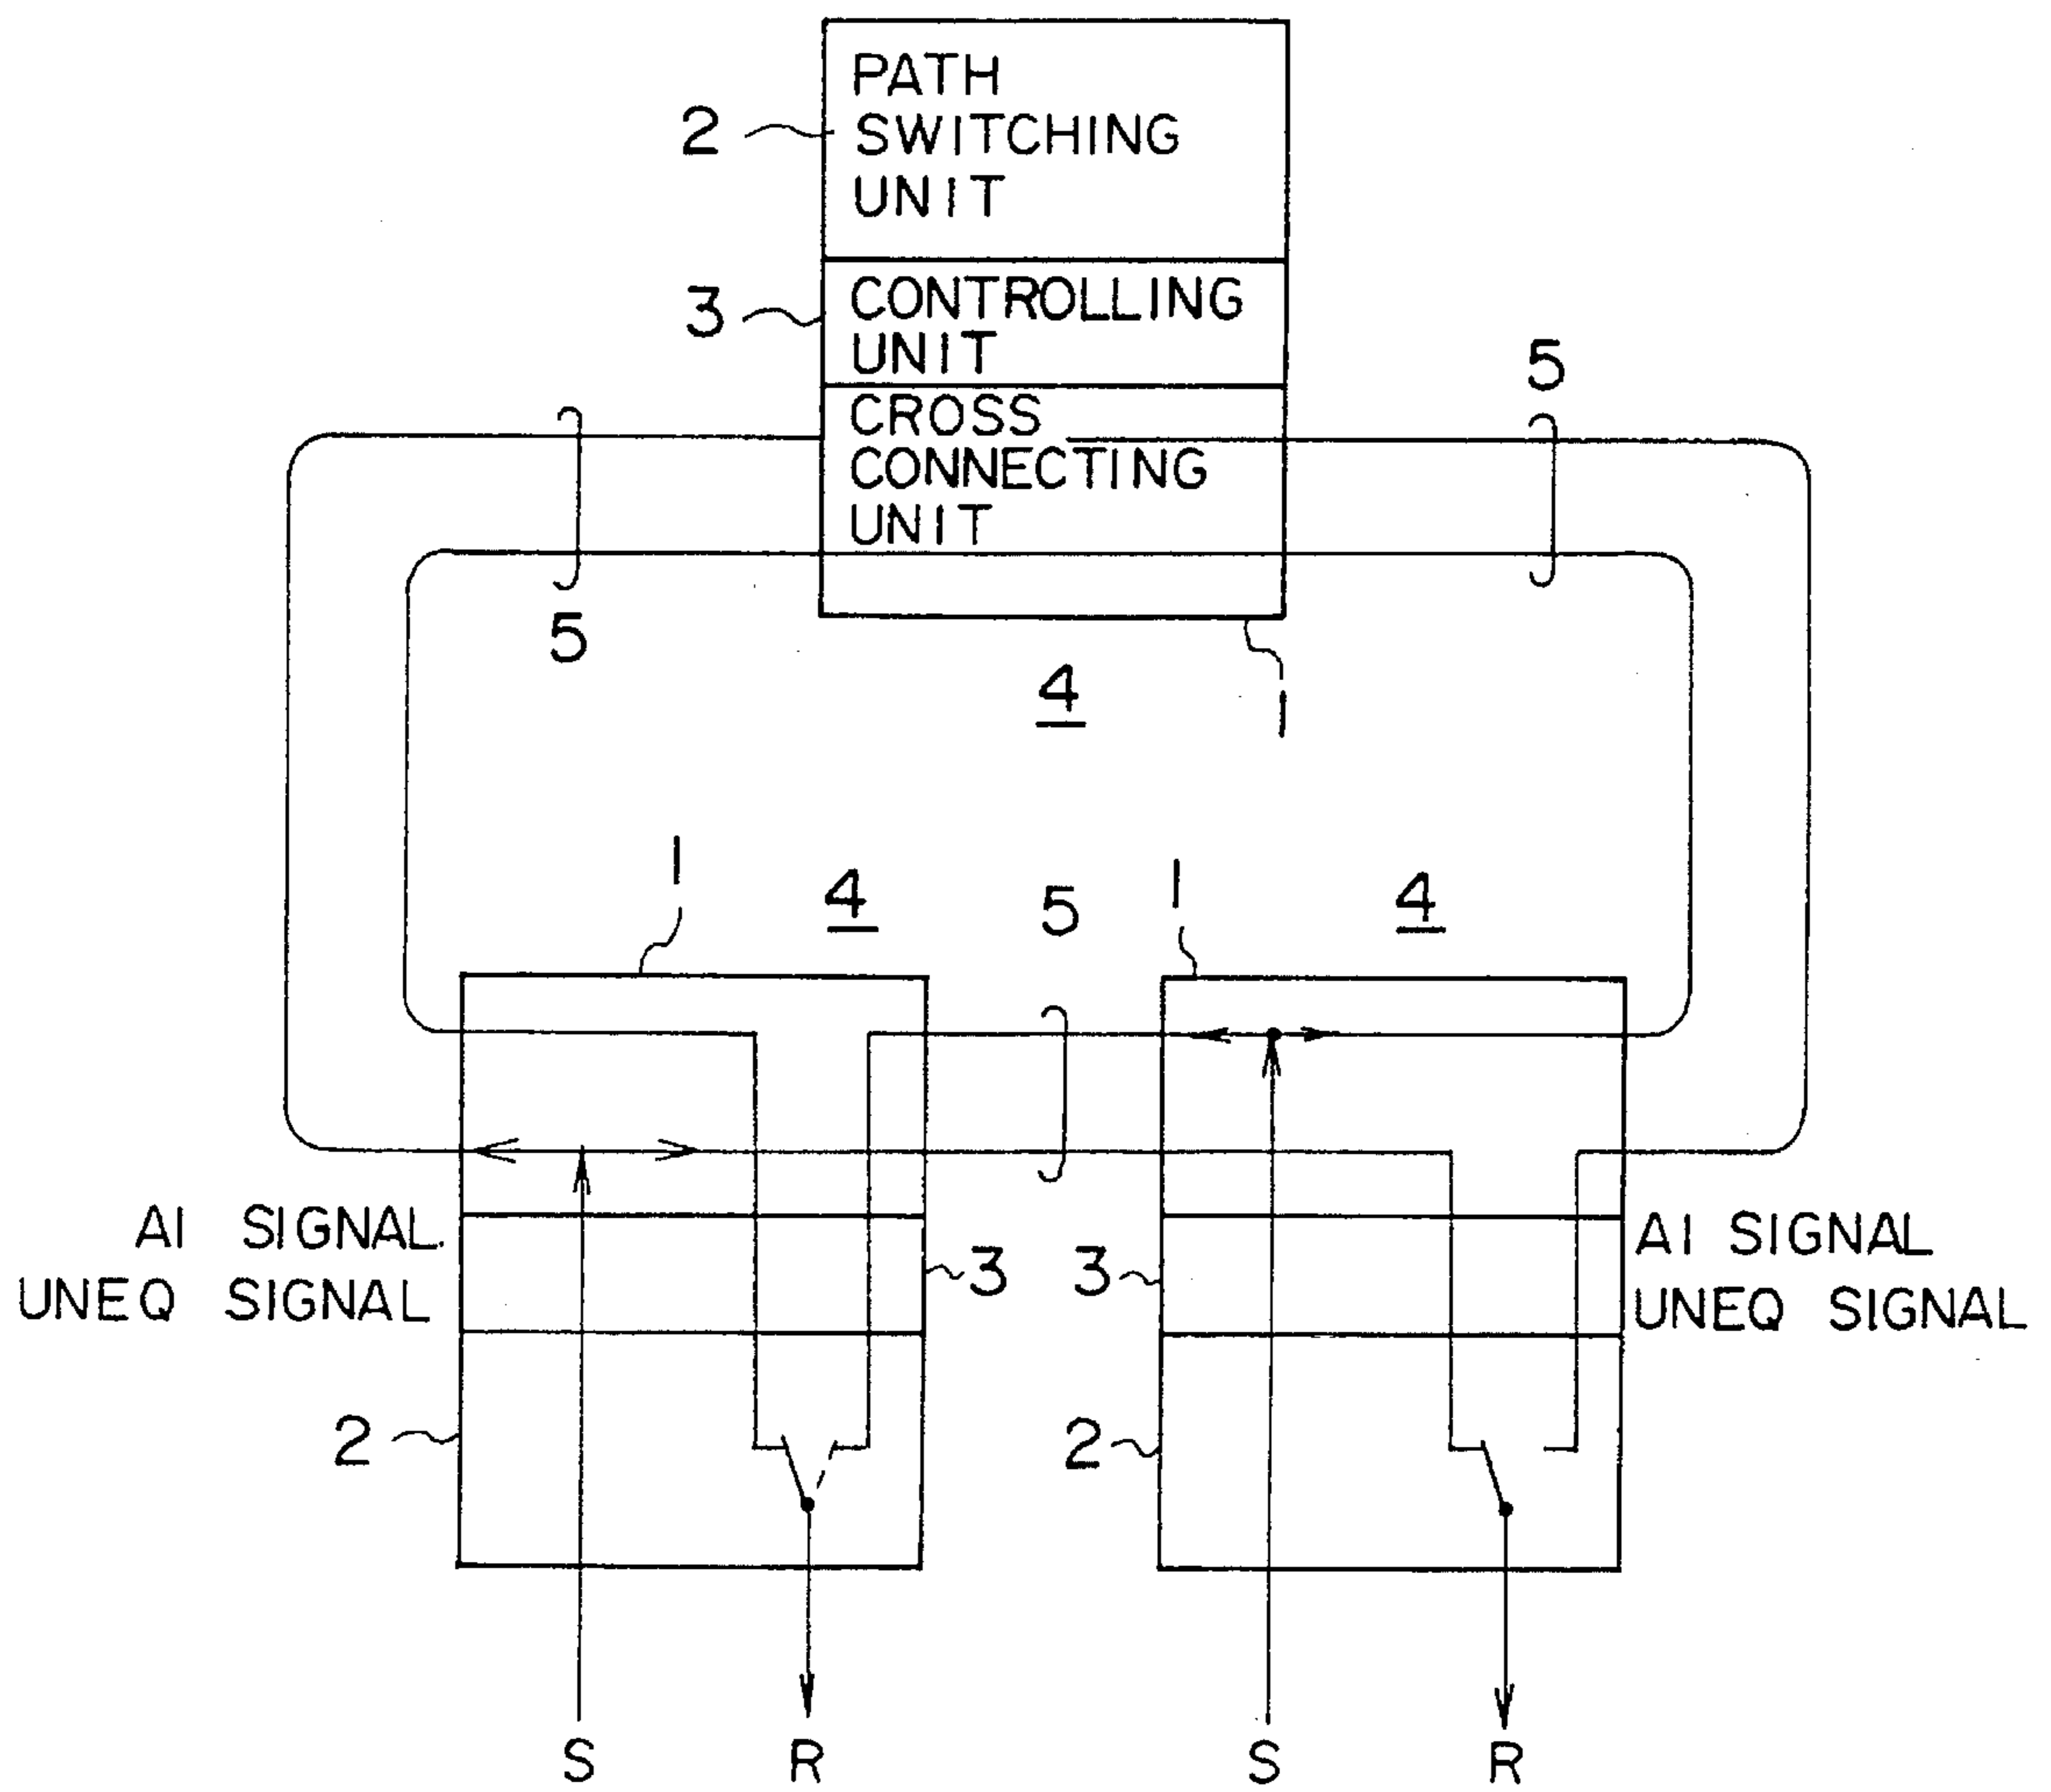 PATH
SWITCHING
UNIT
2
CONTROLLING
UNIT
3
CROSS
CONNECTING
UNIT
5
5
4
1
1
4
5
1
4
AI SIGNAL
UNEQ SIGNAL
3
3
AI SIGNAL
UNEQ SIGNAL
2
2
S
R
S
R